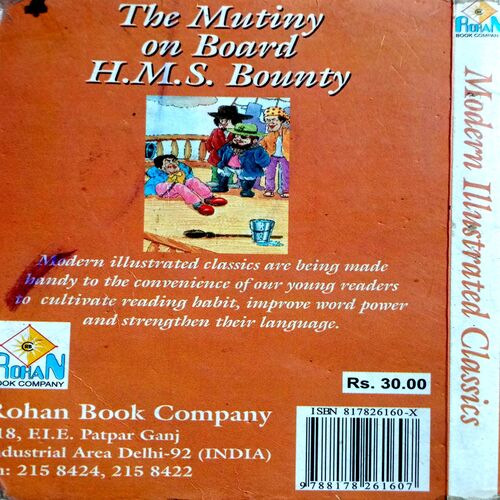 The Mutiny
on Board
H.M.S. Bounty
Modern illustrated classics are being made
handy to the convenience of our young readers
to cultivate reading habit, improve word power
and strengthen their language.
ROHAN
BOOK COMPANY
Rs. 30.00
Rohan Book Company
18, F.I.E. Patpar Ganj
ndustrial Area Delhi-92 (INDIA)
h: 215 8424, 215 8422
ISBN 817826160-X
9 788178 261607
ROHAN
BOOK COMPANY
Modern Illustrated Classics